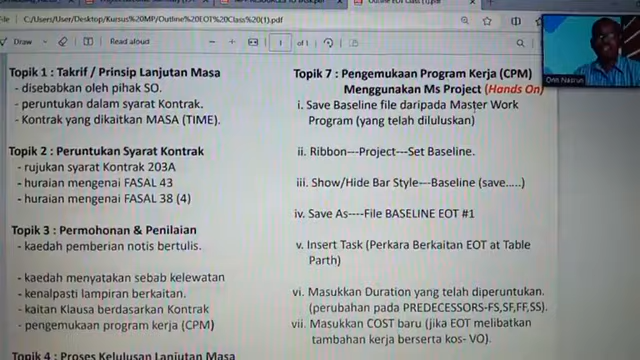 File | C:/Users/User/Desktop/Kursus%20MP/Outline%20EOT%20Class%20(1).pdf
Draw
Read aloud
1 of 1
Topik 1 : Takrif / Prinsip Lanjutan Masa
- disebabkan oleh pihak SO.
- peruntukan dalam syarat Kontrak.
- Kontrak yang dikaitkan MASA (TIME).
Topik 2 : Peruntukan Syarat Kontrak
- rujukan syarat Kontrak 203A
- huraian mengenai FASAL 43
- huraian mengenai FASAL 38 (4)
Topik 3 : Permohonan & Penilaian
- kaedah pemberian notis bertulis.
- kaedah menyatakan sebab kelewatan
- kenalpasti lampiran berkaitan.
- kaitan Klausa berdasarkan Kontrak
- pengemukaan program kerja (CPM)
Topik 4 : Proses Kelulusan Lanjutan Masa
Topik 7 : Pengemukaan Program Kerja (CPM)
Menggunakan Ms Project (Hands On)
i. Save Baseline file daripada Master Work
Program (yang telah diluluskan)
ii. Ribbon---Project---Set Baseline.
iii. Show/Hide Bar Style---Baseline (save.....)
iv. Save As----File BASELINE EOT #1
v. Insert Task (Perkara Berkaitan EOT at Table
Parth)
vi. Masukkan Duration yang telah diperuntukan.
(perubahan pada PREDECESSORS-FS,SF,FF,SS).
vii. Masukkan COST baru (jika EOT melibatkan
tambahan kerja berserta kos- VO).